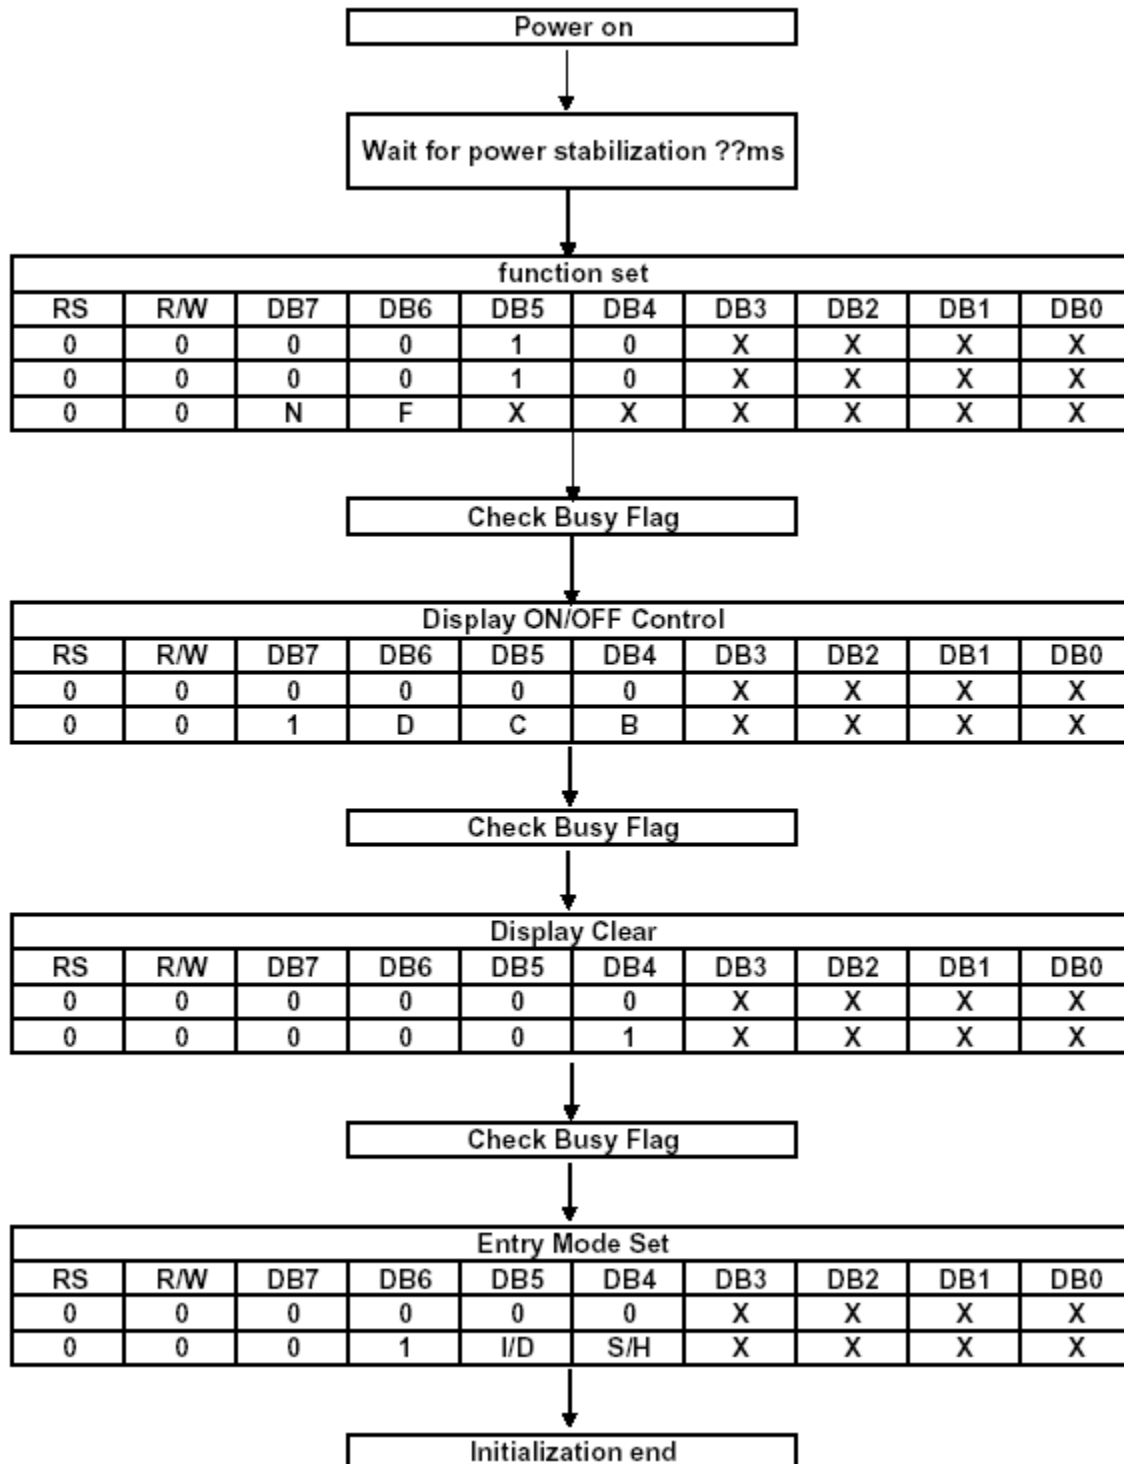 Power on
Wait for power stabilization ??ms
function set
RS R/W DB7 DB6 DB5 DB4 DB3 DB2 DB1 DB0
0 0 0 0 1 0 X X X X
0 0 0 0 1 0 X X X X
0 0 N F X X X X X X
Check Busy Flag
Display ON/OFF Control
RS R/W DB7 DB6 DB5 DB4 DB3 DB2 DB1 DB0
0 0 0 0 0 0 X X X X
0 0 1 D C B X X X X
Check Busy Flag
Display Clear
RS R/W DB7 DB6 DB5 DB4 DB3 DB2 DB1 DB0
0 0 0 0 0 0 X X X X
0 0 0 0 0 1 X X X X
Check Busy Flag
Entry Mode Set
RS R/W DB7 DB6 DB5 DB4 DB3 DB2 DB1 DB0
0 0 0 0 0 0 X X X X
0 0 0 1 I/D S/H X X X X
Initialization end